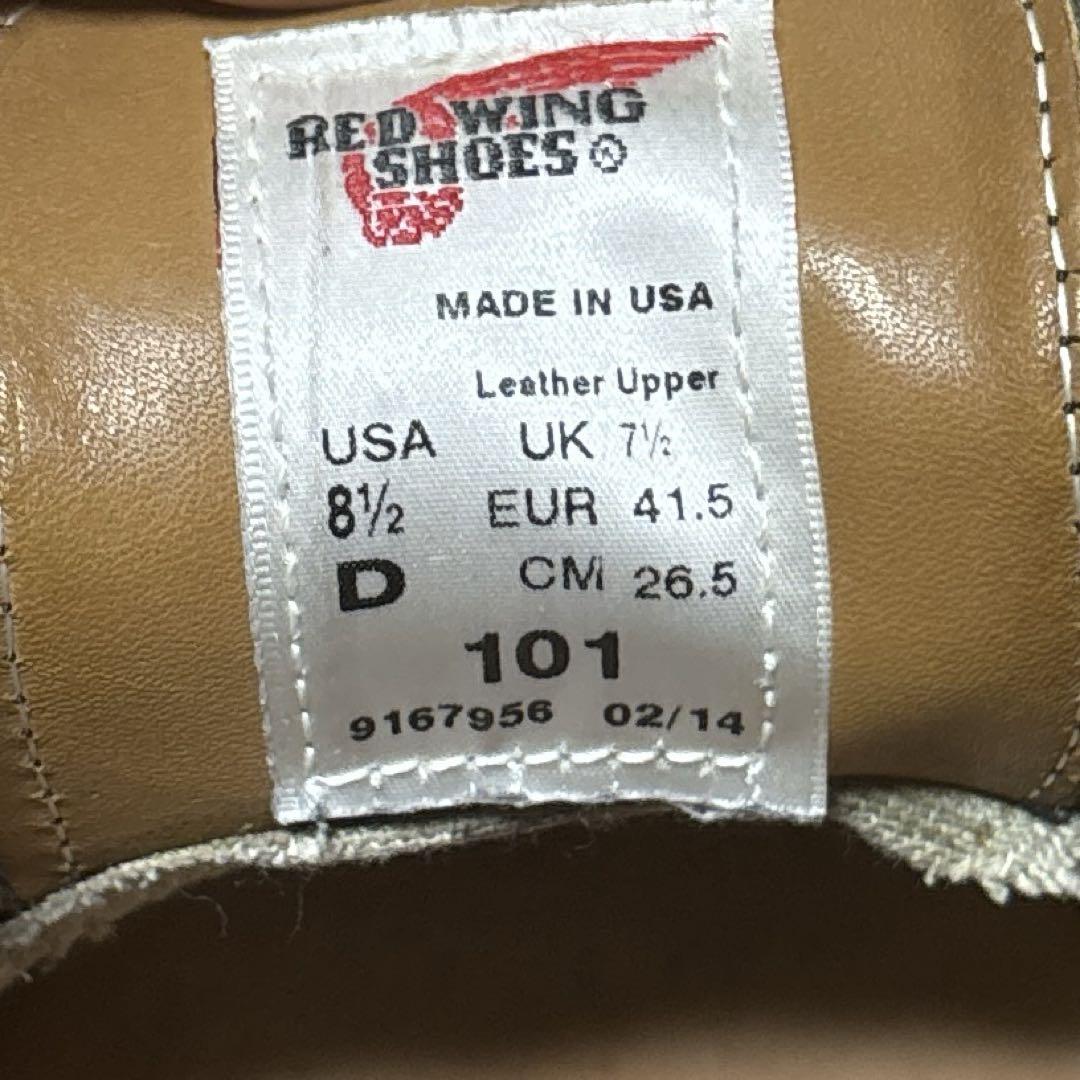 RED WING
SHOES®
MADE IN USA
Leather Upper
USA UK 7½
8½ EUR 41.5
D CM 26.5
101
9167956 02/14